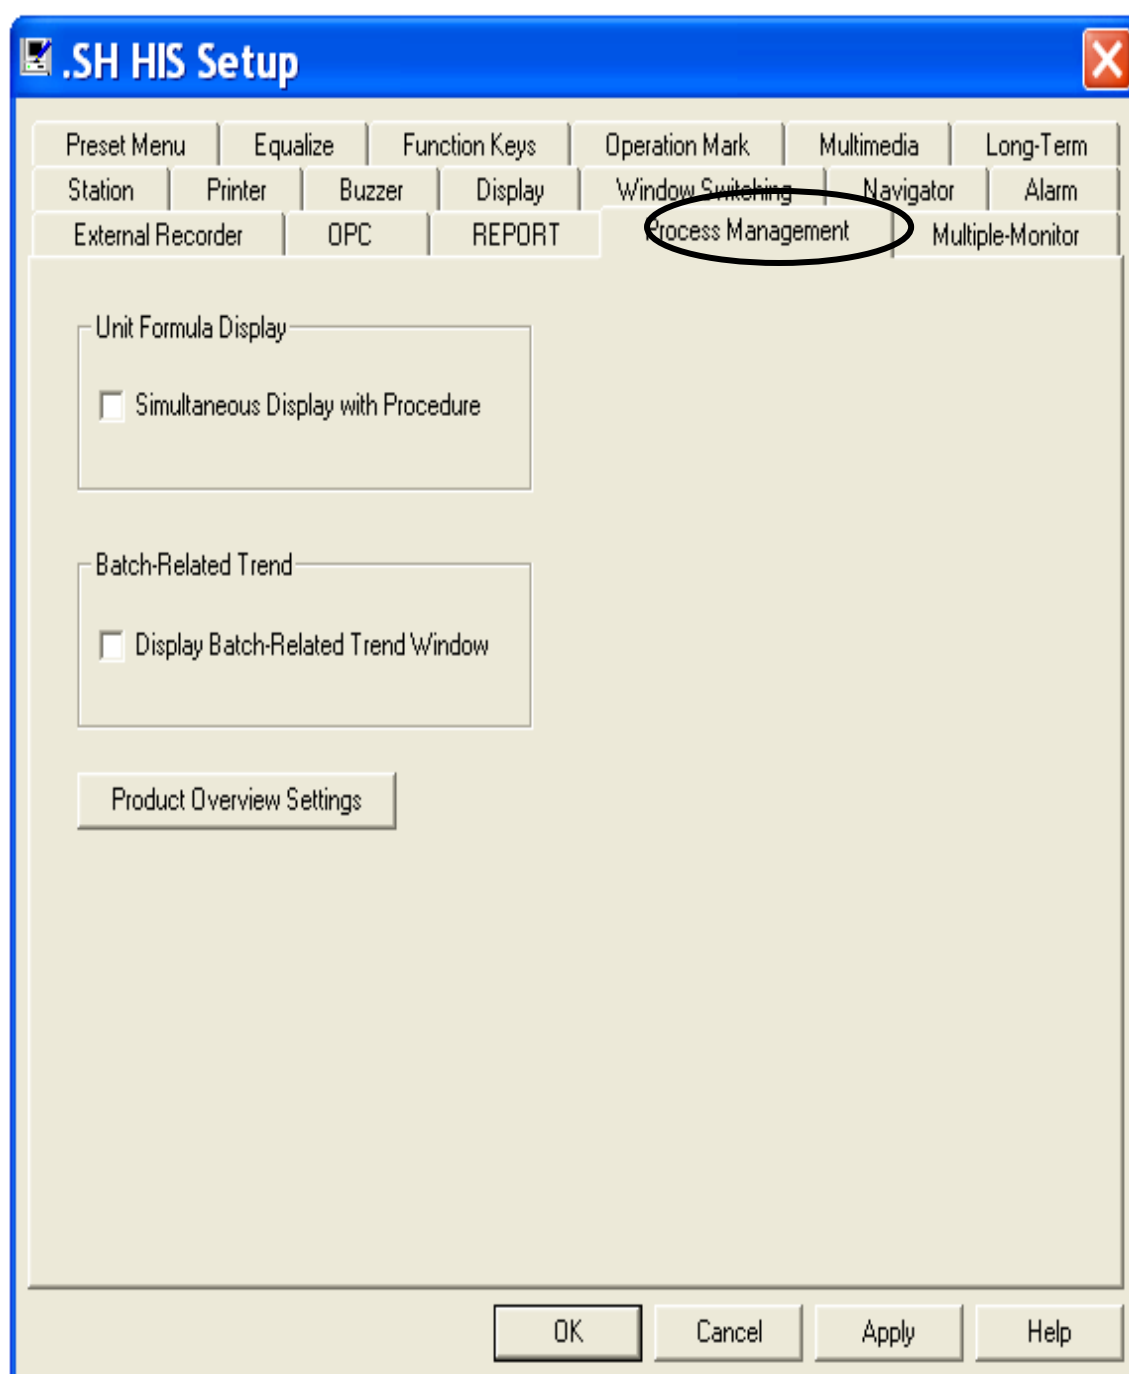 .SH HIS Setup
Preset Menu Equalize Function Keys Operation Mark Multimedia Long-Term
Station Printer Buzzer Display Window Switching Navigator Alarm
External Recorder OPC REPORT Process Management Multiple-Monitor
Unit Formula Display
Simultaneous Display with Procedure
Batch-Related Trend
Display Batch-Related Trend Window
Product Overview Settings
OK Cancel Apply Help